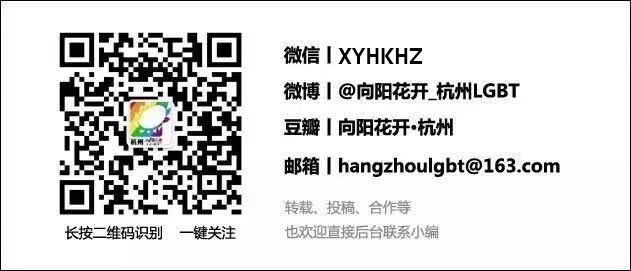 微信丨XYHKHZ
微博丨@向阳花开_杭州LGBT
豆瓣丨向阳花开·杭州
邮箱丨hangzhoulgbt@163.com
转载、投稿、合作等
也欢迎直接后台联系小编
杭州
长按二维码识别 一键关注